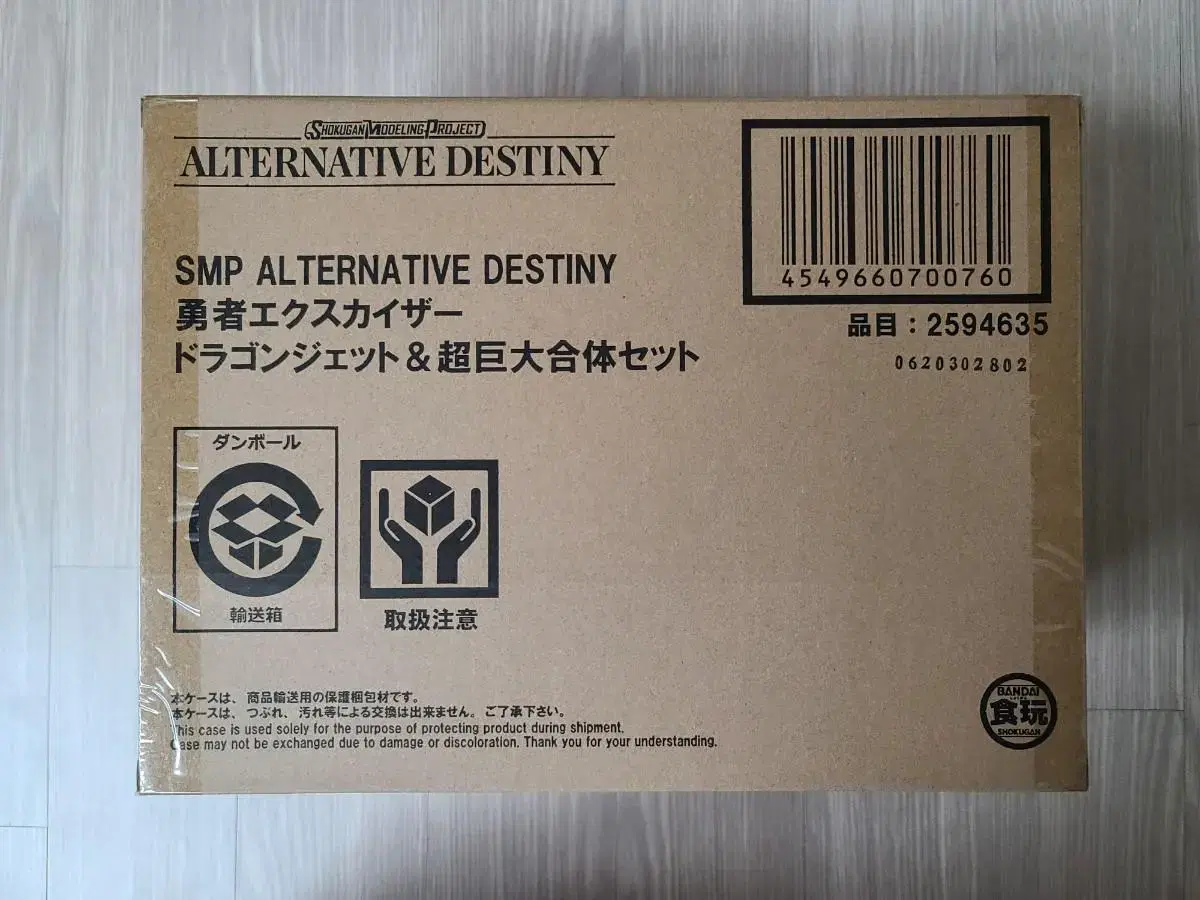 SHOKUGAN MODELING PROJECT
ALTERNATIVE DESTINY
SMP ALTERNATIVE DESTINY
勇者エクスカイザー
ドラゴンジェット&超巨大合体セット
4549660700760
品目：2594635
0620302802
ダンボール
輸送箱
取扱注意
本ケースは、商品輸送用の保護梱包材です。
本ケースは、つぶれ、汚れ等による交換は出来ません。ご了承下さい。
This case is used solely for the purpose of protecting product during shipment.
Case may not be exchanged due to damage or discoloration. Thank you for your understanding.
BANDAI
食玩
SHOKUGAN